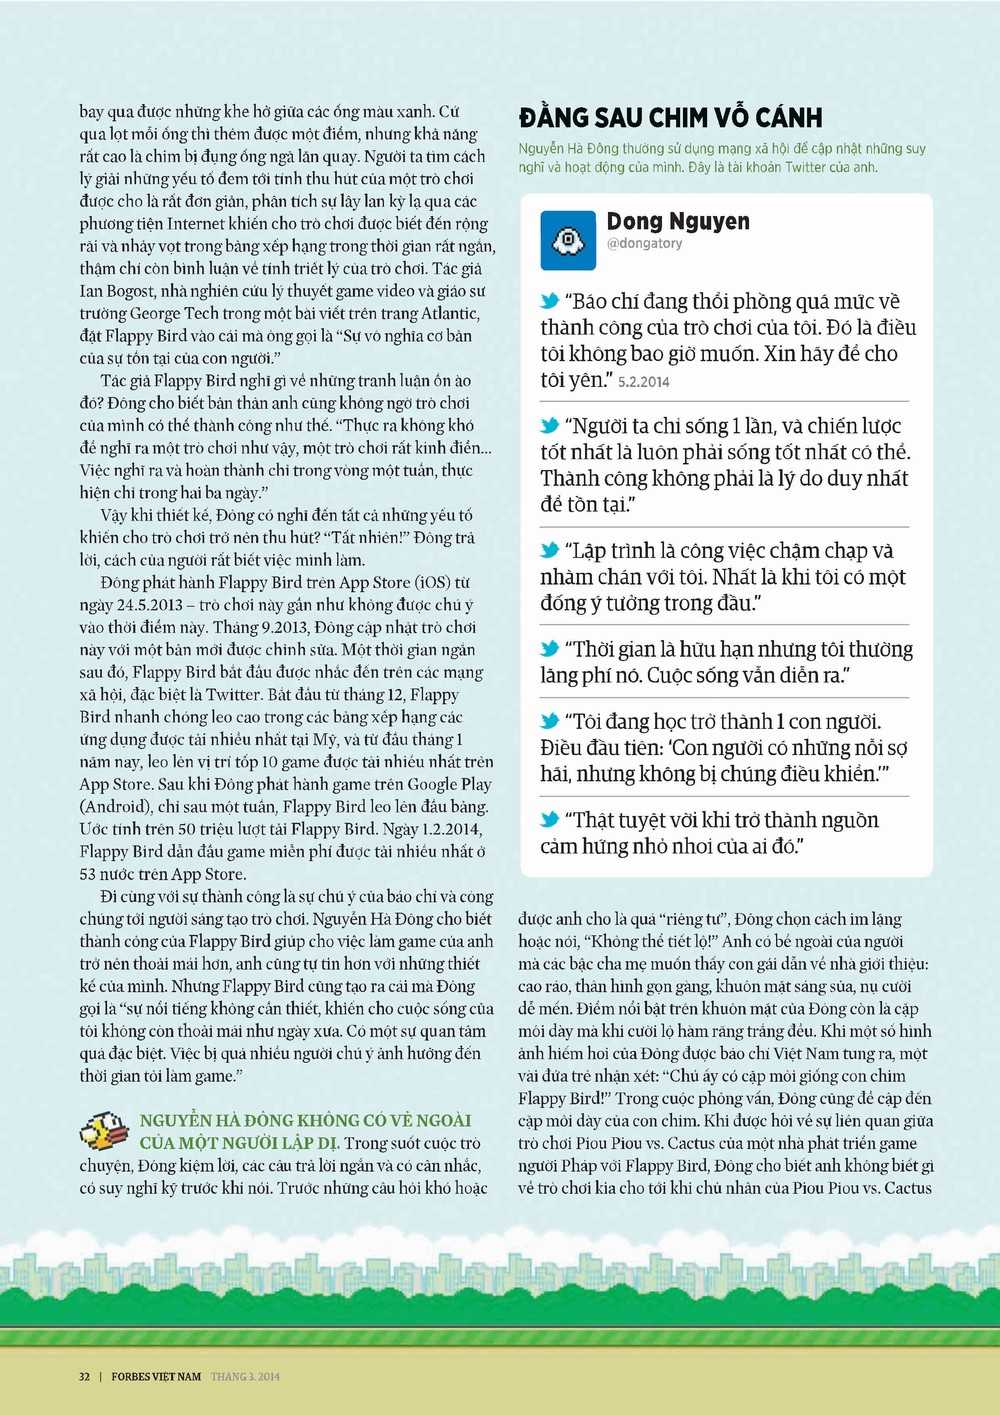 bay qua được những khe hở giữa các ống màu xanh. Cứ
qua lọt mỗi ống thì thêm được một điểm, nhưng khả năng
rất cao là chim bị đụng ống ngã lăn quay. Người ta tìm cách
lý giải những yếu tố đem tới tính thu hút của một trò chơi
được cho là rất đơn giản, phân tích sự lây lan kỳ lạ qua các
phương tiện Internet khiến cho trò chơi được biết đến rộng
rãi và nhảy vọt trong bảng xếp hạng trong thời gian rất ngắn,
thậm chí còn bình luận về tính triết lý của trò chơi. Tác giả
Ian Bogost, nhà nghiên cứu lý thuyết game video và giáo sư
trường George Tech trong một bài viết trên trang Atlantic,
đặt Flappy Bird vào cái mà ông gọi là “Sự vô nghĩa cơ bản
của sự tồn tại của con người.”
Tác giả Flappy Bird nghĩ gì về những tranh luận ồn ào
đó? Đông cho biết bản thân anh cũng không ngờ trò chơi
của mình có thể thành công như thế. “Thực ra không khó
để nghĩ ra một trò chơi như vậy, một trò chơi rất kinh điển...
Việc nghĩ ra và hoàn thành chỉ trong vòng một tuần, thực
hiện chỉ trong hai ba ngày.”
Vậy khi thiết kế, Đông có nghĩ đến tất cả những yếu tố
khiến cho trò chơi trở nên thu hút? “Tất nhiên!” Đông trả
lời, cách của người rất biết việc mình làm.
Đông phát hành Flappy Bird trên App Store (iOS) từ
ngày 24.5.2013 – trò chơi này gần như không được chú ý
vào thời điểm này. Tháng 9.2013, Đông cập nhật trò chơi
này với một bản mới được chỉnh sửa. Một thời gian ngắn
sau đó, Flappy Bird bắt đầu được nhắc đến trên các mạng
xã hội, đặc biệt là Twitter. Bắt đầu từ tháng 12, Flappy
Bird nhanh chóng leo cao trong các bảng xếp hạng các
ứng dụng được tải nhiều nhất tại Mỹ, và từ đầu tháng 1
năm nay, leo lên vị trí tốp 10 game được tải nhiều nhất trên
App Store. Sau khi Đông phát hành game trên Google Play
(Android), chỉ sau một tuần, Flappy Bird leo lên đầu bảng.
Ước tính trên 50 triệu lượt tải Flappy Bird. Ngày 1.2.2014,
Flappy Bird dẫn đầu game miễn phí được tải nhiều nhất ở
53 nước trên App Store.
Đi cùng với sự thành công là sự chú ý của báo chí và công
chúng tới người sáng tạo trò chơi. Nguyễn Hà Đông cho biết
thành công của Flappy Bird giúp cho việc làm game của anh
trở nên thoải mái hơn, anh cũng tự tin hơn với những thiết
kế của mình. Nhưng Flappy Bird cũng tạo ra cái mà Đông
gọi là “sự nổi tiếng không cần thiết, khiến cho cuộc sống của
tôi không còn thoải mái như ngày xưa. Có một sự quan tâm
quá đặc biệt. Việc bị quá nhiều người chú ý ảnh hưởng đến
thời gian tôi làm game.”
NGUYỄN HÀ ĐÔNG KHÔNG CÓ VẺ NGOÀI
CỦA MỘT NGƯỜI LẬP DỊ. Trong suốt cuộc trò
chuyện, Đông kiệm lời, các câu trả lời ngắn và có cân nhắc,
có suy nghĩ kỹ trước khi nói. Trước những câu hỏi khó hoặc
ĐẰNG SAU CHIM VỖ CÁNH
Nguyễn Hà Đông thường sử dụng mạng xã hội để cập nhật những suy
nghĩ và hoạt động của mình. Đây là tài khoản Twitter của anh.
Dong Nguyen
@dongatory
“Báo chí đang thổi phồng quá mức về
thành công của trò chơi của tôi. Đó là điều
tôi không bao giờ muốn. Xin hãy để cho
tôi yên.” 5.2.2014
“Người ta chỉ sống 1 lần, và chiến lược
tốt nhất là luôn phải sống tốt nhất có thể.
Thành công không phải là lý do duy nhất
để tồn tại.”
“Lập trình là công việc chậm chạp và
nhàm chán với tôi. Nhất là khi tôi có một
đống ý tưởng trong đầu.”
“Thời gian là hữu hạn nhưng tôi thường
lãng phí nó. Cuộc sống vẫn diễn ra.”
“Tôi đang học trở thành 1 con người.
Điều đầu tiên: ‘Con người có những nỗi sợ
hãi, nhưng không bị chúng điều khiển.’”
“Thật tuyệt vời khi trở thành nguồn
cảm hứng nhỏ nhoi của ai đó.”
được anh cho là quá “riêng tư”, Đông chọn cách im lặng
hoặc nói, “Không thể tiết lộ!” Anh có bề ngoài của người
mà các bậc cha mẹ muốn thấy con gái dẫn về nhà giới thiệu:
cao ráo, thân hình gọn gàng, khuôn mặt sáng sủa, nụ cười
dễ mến. Điểm nổi bật trên khuôn mặt của Đông còn là cặp
môi dày mà khi cười lộ hàm răng trắng đều. Khi một số hình
ảnh hiếm hoi của Đông được báo chí Việt Nam tung ra, một
vài đứa trẻ nhận xét: “Chú ấy có cặp môi giống con chim
Flappy Bird!” Trong cuộc phỏng vấn, Đông cũng đề cập đến
cặp môi dày của con chim. Khi được hỏi về sự liên quan giữa
trò chơi Piou Piou vs. Cactus của một nhà phát triển game
người Pháp với Flappy Bird, Đông cho biết anh không biết gì
về trò chơi kia cho tới khi chủ nhân của Piou Piou vs. Cactus
32 | FORBES VIỆT NAM THÁNG 3. 2014